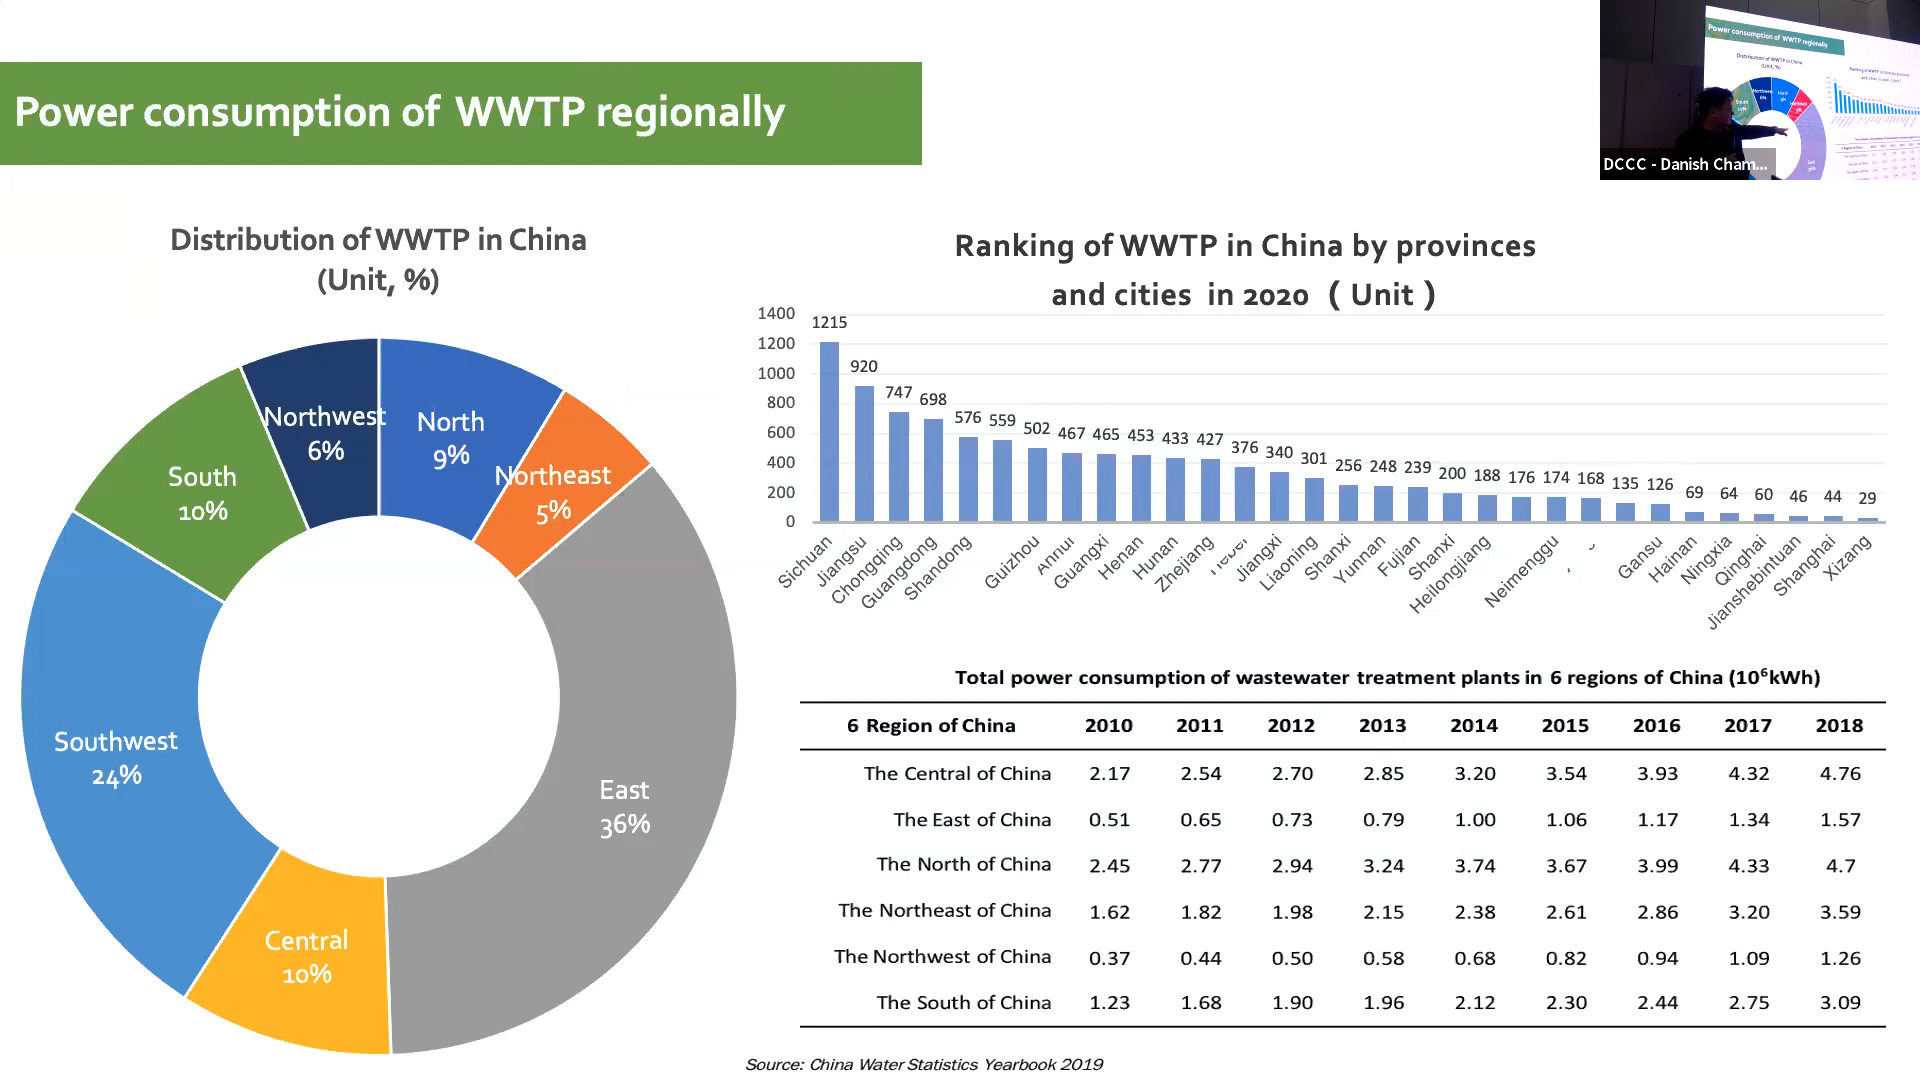 Power consumption of WWTP regionally
DCCC - Danish Cham...
Distribution of WWTP in China
(Unit, %)
Northwest
6%
North
9%
Northeast
5%
South
10%
Southwest
24%
East
36%
Central
10%
Ranking of WWTP in China by provinces
and cities in 2020 ( Unit )
1400
1200
1000
800
600
400
200
0
1215 920 747 698 576 559 502 467 465 453 433 427 376 340 301 256 248 239 200 188 176 174 168 135 126 69 64 60 46 44 29
Sichuan Jiangsu Chongqing Guangdong Shandong Guizhou Guangxi Henan Hunan Zhejiang Jiangxi Liaoning Shanxi Yunnan Fujian Shanxi Heilongjiang Neimenggu Gansu Hainan Ningxia Qinghai Jianshebintuan Shanghai Xizang
Total power consumption of wastewater treatment plants in 6 regions of China (10⁶kWh)
6 Region of China 2010 2011 2012 2013 2014 2015 2016 2017 2018
The Central of China 2.17 2.54 2.70 2.85 3.20 3.54 3.93 4.32 4.76
The East of China 0.51 0.65 0.73 0.79 1.00 1.06 1.17 1.34 1.57
The North of China 2.45 2.77 2.94 3.24 3.74 3.67 3.99 4.33 4.7
The Northeast of China 1.62 1.82 1.98 2.15 2.38 2.61 2.86 3.20 3.59
The Northwest of China 0.37 0.44 0.50 0.58 0.68 0.82 0.94 1.09 1.26
The South of China 1.23 1.68 1.90 1.96 2.12 2.30 2.44 2.75 3.09
Source: China Water Statistics Yearbook 2019